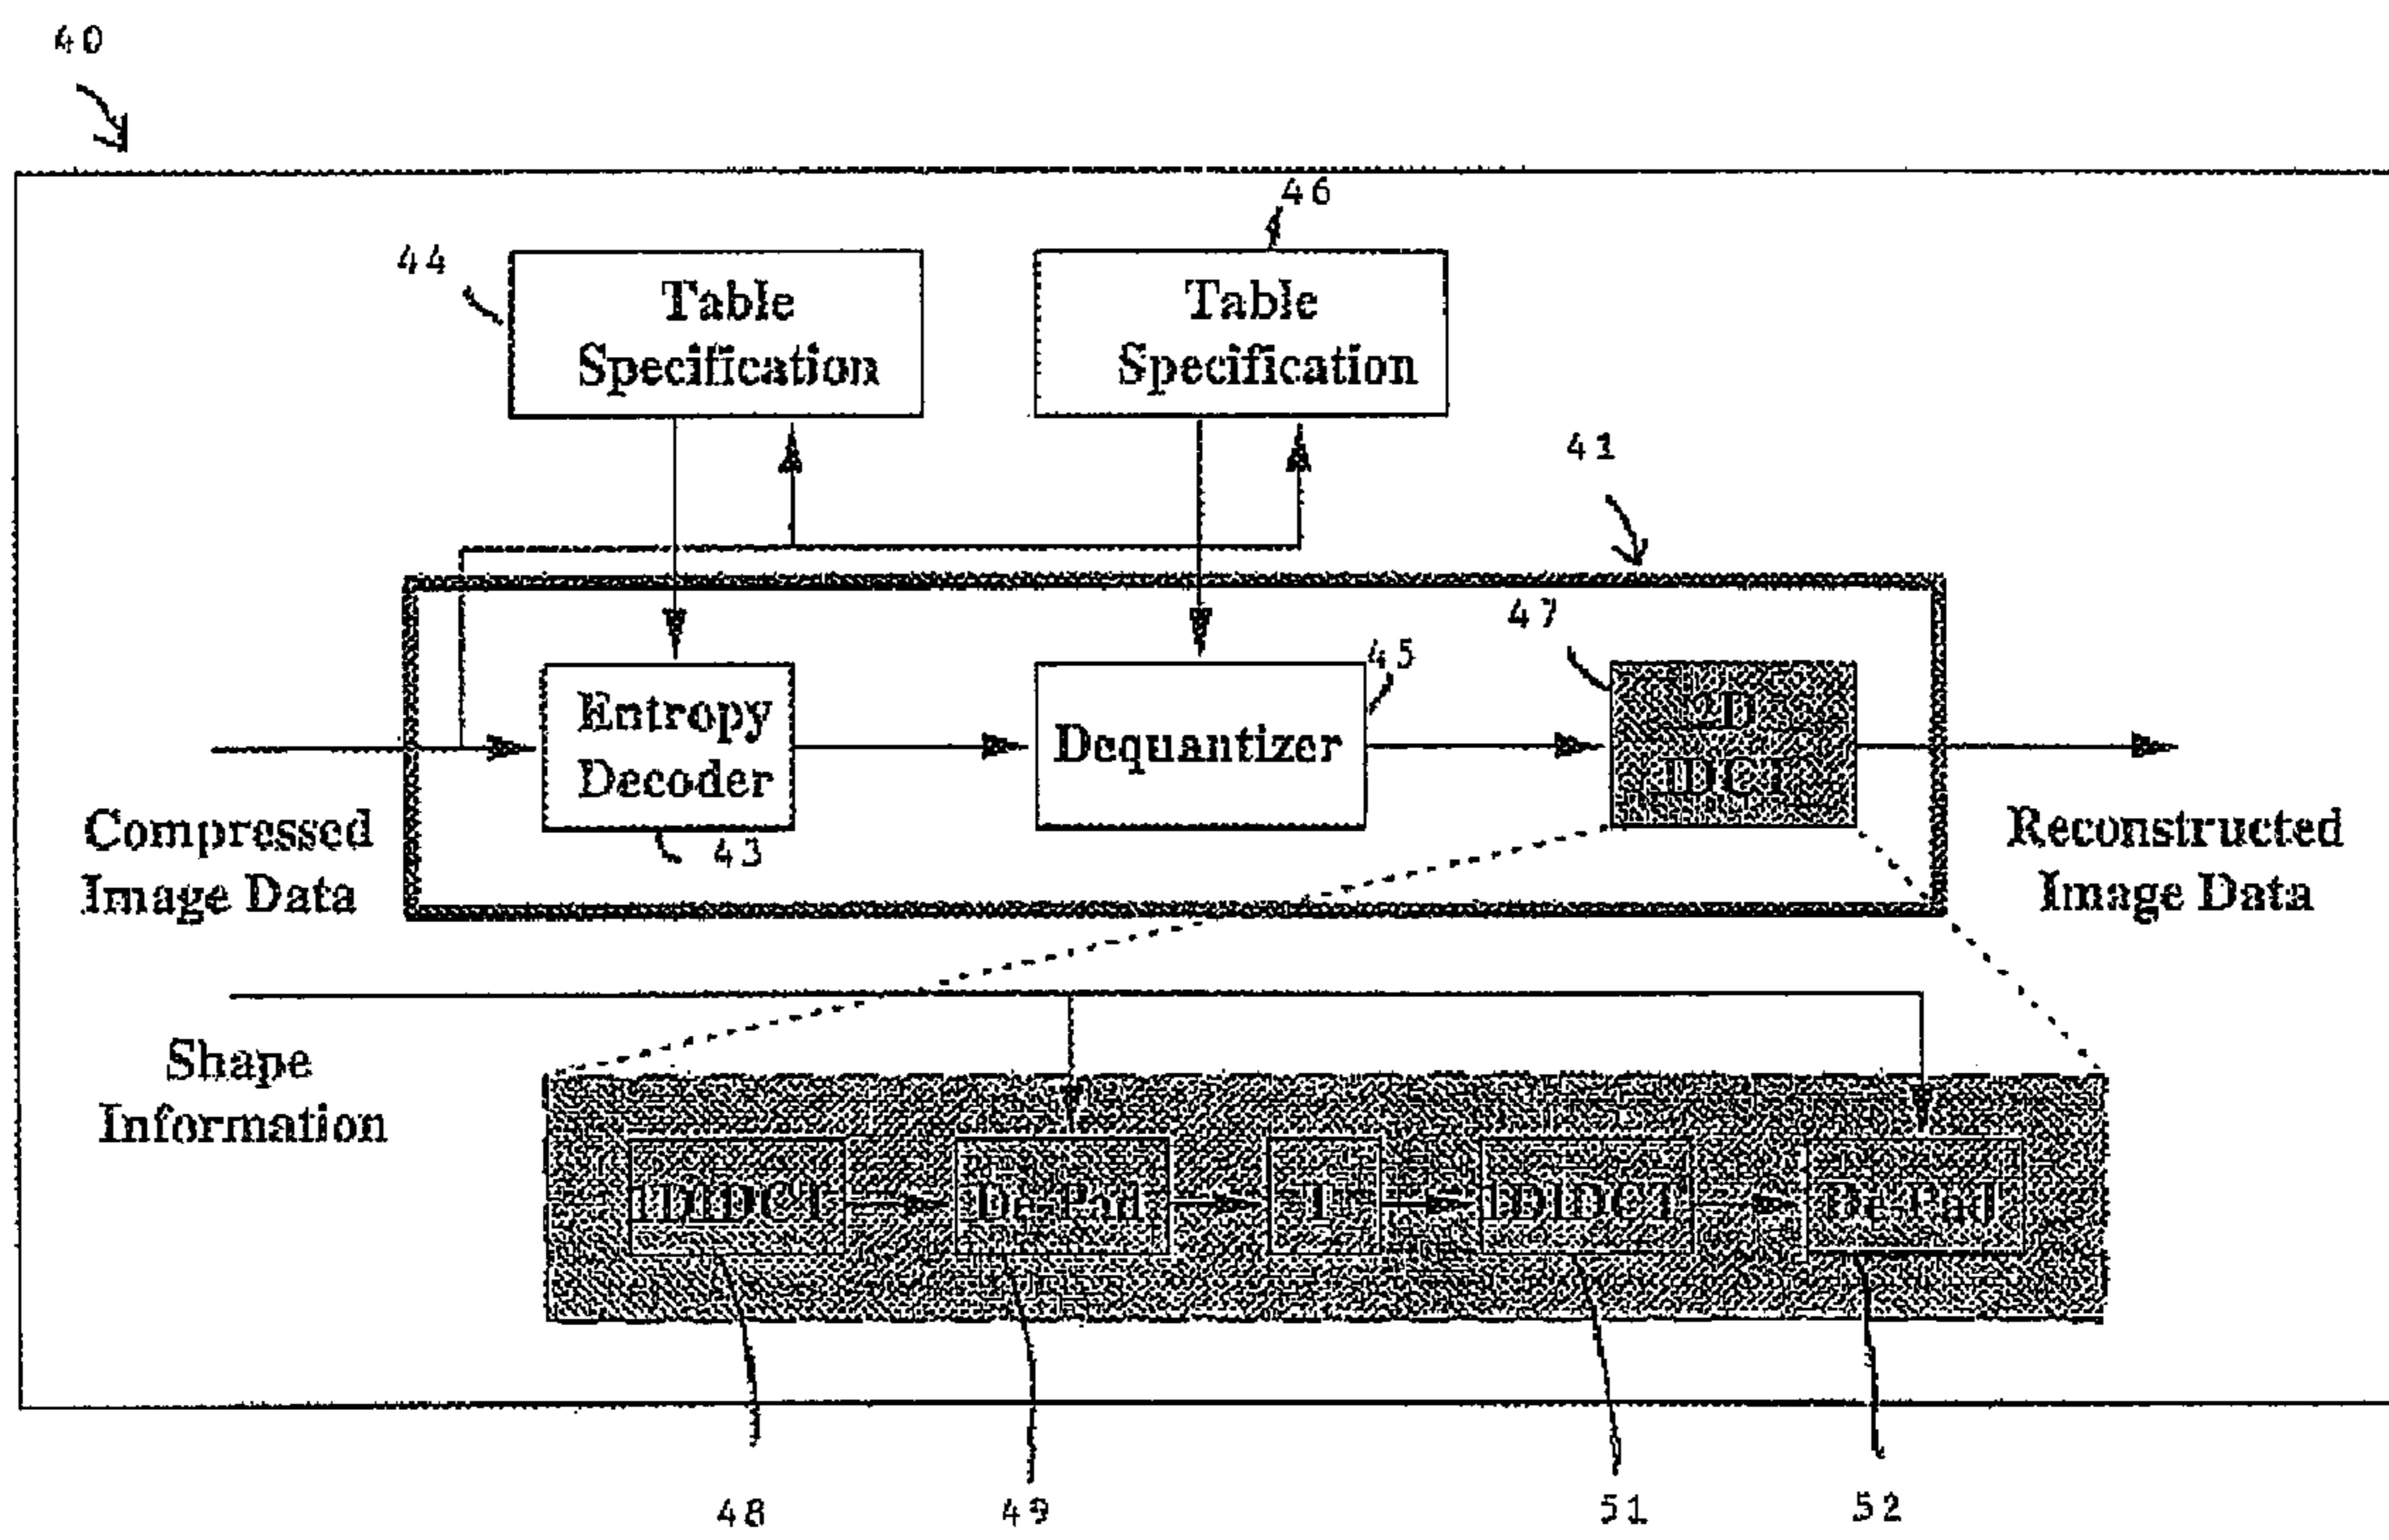 40
46
44
Table
Specification
Table
Specification
41
47
45
Entropy
Decoder
Dequantizer
2D
IDCT
43
Compressed
Image Data
Reconstructed
Image Data
Shape
Information
1DIDCT
De-Pad
1DIDCT
De-Pad
48
49
51
52